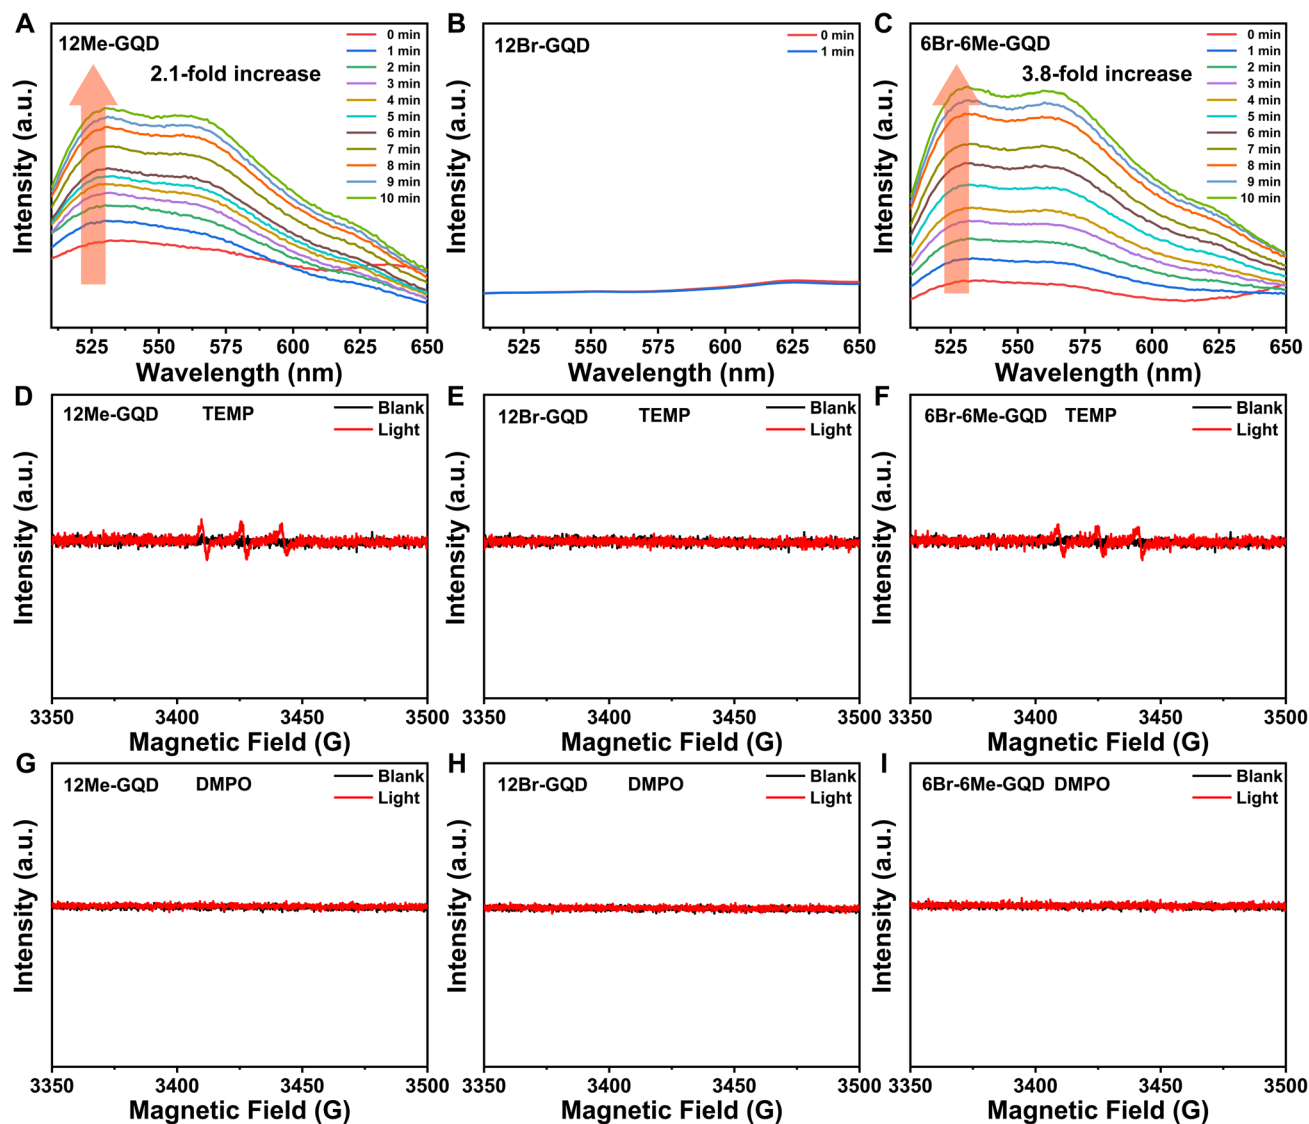 A
12Me-GQD
2.1-fold increase
0 min
1 min
2 min
3 min
4 min
5 min
6 min
7 min
8 min
9 min
10 min
Intensity (a.u.)
525 550 575 600 625 650
Wavelength (nm)
B
12Br-GQD
0 min
1 min
Intensity (a.u.)
525 550 575 600 625 650
Wavelength (nm)
C
6Br-6Me-GQD
3.8-fold increase
0 min
1 min
2 min
3 min
4 min
5 min
6 min
7 min
8 min
9 min
10 min
Intensity (a.u.)
525 550 575 600 625 650
Wavelength (nm)
D
12Me-GQD TEMP
Blank
Light
Intensity (a.u.)
3350 3400 3450 3500
Magnetic Field (G)
E
12Br-GQD TEMP
Blank
Light
Intensity (a.u.)
3350 3400 3450 3500
Magnetic Field (G)
F
6Br-6Me-GQD TEMP
Blank
Light
Intensity (a.u.)
3350 3400 3450 3500
Magnetic Field (G)
G
12Me-GQD DMPO
Blank
Light
Intensity (a.u.)
3350 3400 3450 3500
Magnetic Field (G)
H
12Br-GQD DMPO
Blank
Light
Intensity (a.u.)
3350 3400 3450 3500
Magnetic Field (G)
I
6Br-6Me-GQD DMPO
Blank
Light
Intensity (a.u.)
3350 3400 3450 3500
Magnetic Field (G)